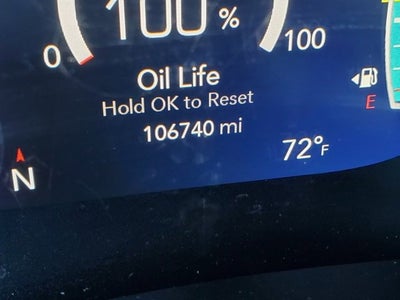 100 %
0
100
Oil Life
Hold OK to Reset
106740 mi
E
72°F
N